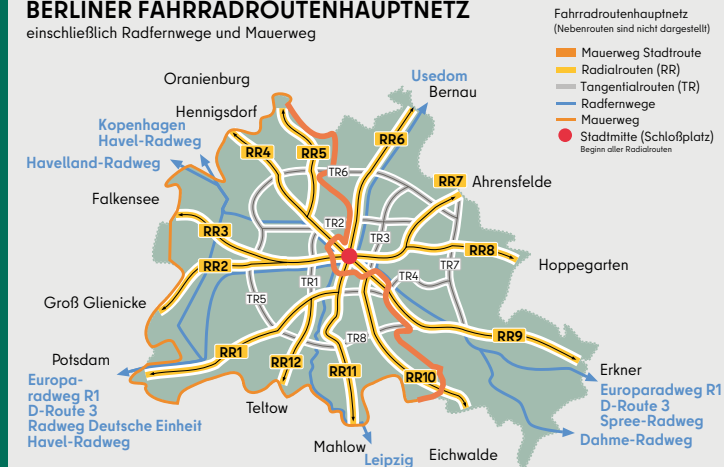 BERLINER FAHRRADROUTENHAUPTNETZ
einschließlich Radfernwege und Mauerweg
Fahrradroutenhauptnetz
(Nebenrouten sind nicht dargestellt)
Mauerweg Stadtroute
Radialrouten (RR)
Tangentialrouten (TR)
Radfernwege
Mauerweg
Stadtmitte (Schloßplatz)
Beginn aller Radialrouten
Oranienburg
Usedom
Bernau
Hennigsdorf
Kopenhagen
Havel-Radweg
Havelland-Radweg
RR4
RR5
RR6
TR6
RR7
Ahrensfelde
Falkensee
RR3
TR2
TR3
RR8
Hoppegarten
RR2
TR7
TR4
TR1
TR5
Groß Glienicke
TR8
RR9
Potsdam
RR1
RR12
RR11
RR10
Erkner
Europa-
radweg R1
D-Route 3
Radweg Deutsche Einheit
Havel-Radweg
Europaradweg R1
D-Route 3
Spree-Radweg
Dahme-Radweg
Teltow
Mahlow
Leipzig
Eichwalde